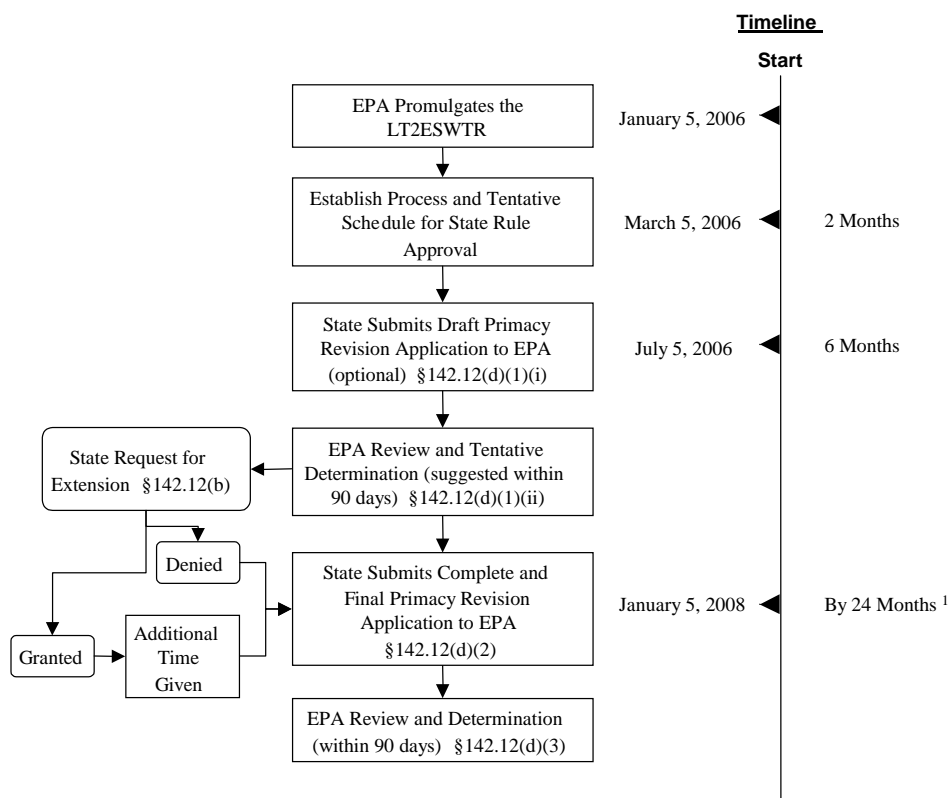 Timeline
Start
EPA Promulgates the
LT2ESWTR
January 5, 2006
Establish Process and Tentative
Schedule for State Rule
Approval
March 5, 2006
2 Months
State Submits Draft Primacy
Revision Application to EPA
(optional) §142.12(d)(1)(i)
July 5, 2006
6 Months
State Request for
Extension §142.12(b)
EPA Review and Tentative
Determination (suggested within
90 days) §142.12(d)(1)(ii)
Denied
Granted
Additional
Time
Given
State Submits Complete and
Final Primacy Revision
Application to EPA
§142.12(d)(2)
January 5, 2008
By 24 Months 1
EPA Review and Determination
(within 90 days) §142.12(d)(3)